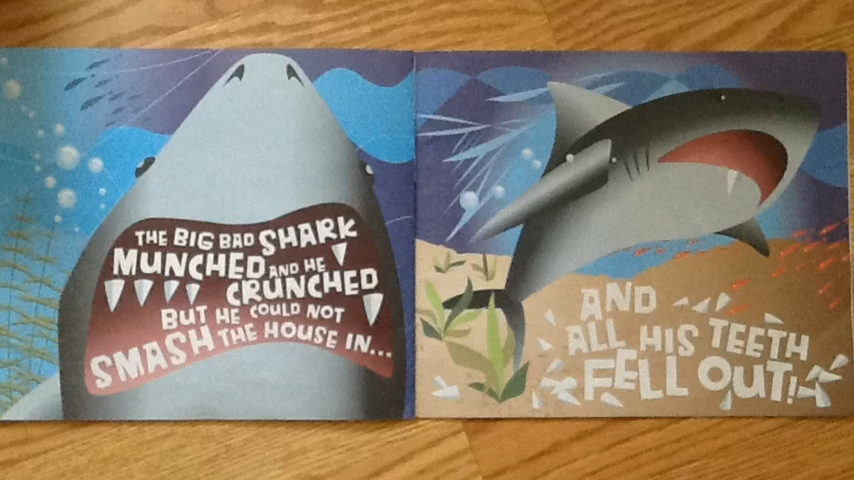 THE BIG BAD SHARK
MUNCHED AND HE
CRUNCHED
BUT HE COULD NOT
SMASH THE HOUSE IN...
AND
ALL HIS TEETH
FELL OUT!